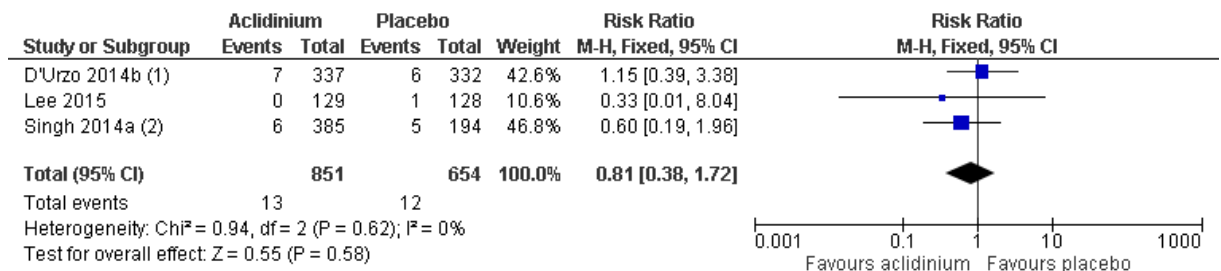 Aclidinium Placebo Risk Ratio Risk Ratio
Study or Subgroup Events Total Events Total Weight M-H, Fixed, 95% CI M-H, Fixed, 95% CI
D'Urzo 2014b (1) 7 337 6 332 42.6% 1.15 [0.39, 3.38]
Lee 2015 0 129 1 128 10.6% 0.33 [0.01, 8.04]
Singh 2014a (2) 6 385 5 194 46.8% 0.60 [0.19, 1.96]
Total (95% CI) 851 654 100.0% 0.81 [0.38, 1.72]
Total events 13 12
Heterogeneity: Chi² = 0.94, df = 2 (P = 0.62); I² = 0%
Test for overall effect: Z = 0.55 (P = 0.58)
0.001 0.1 1 10 1000
Favours aclidinium Favours placebo